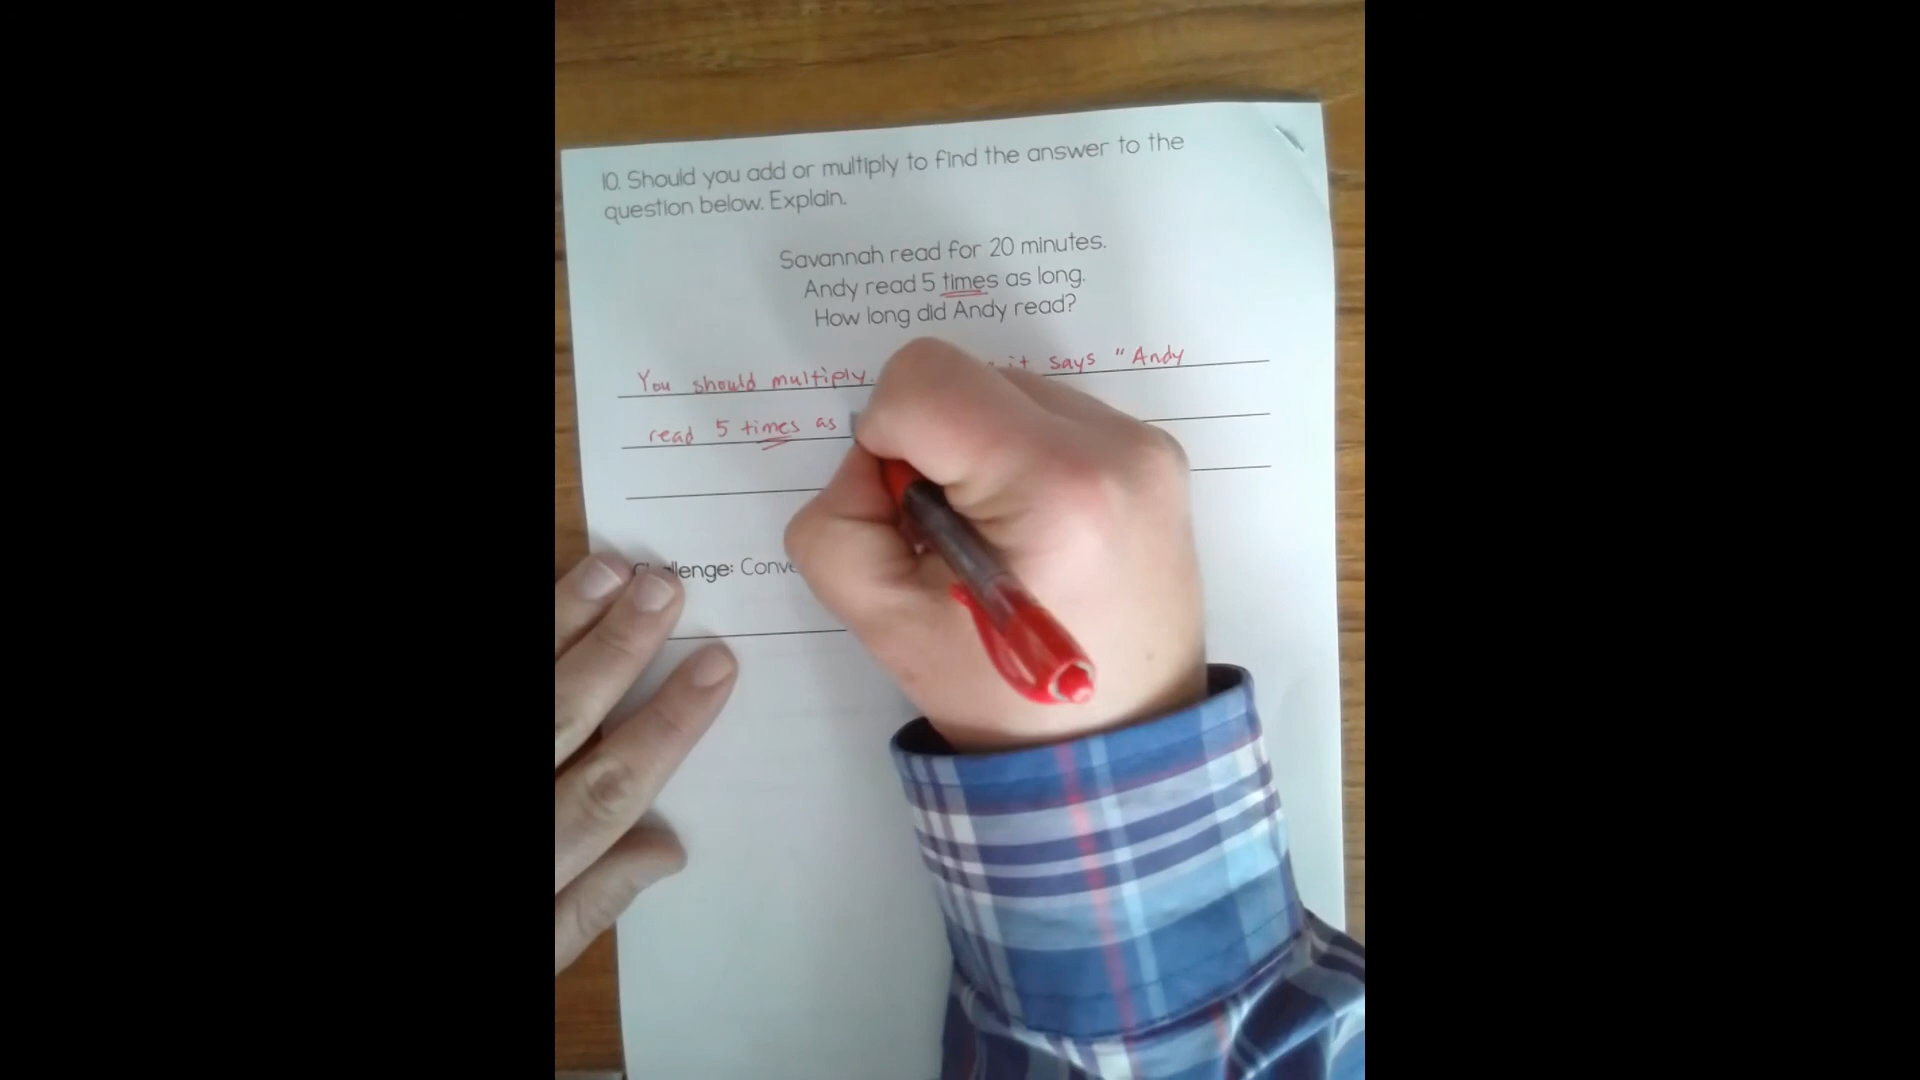 10. Should you add or multiply to find the answer to the
question below. Explain.
Savannah read for 20 minutes.
Andy read 5 times as long.
How long did Andy read?
You should multiply. it says "Andy
read 5 times as
Challenge: